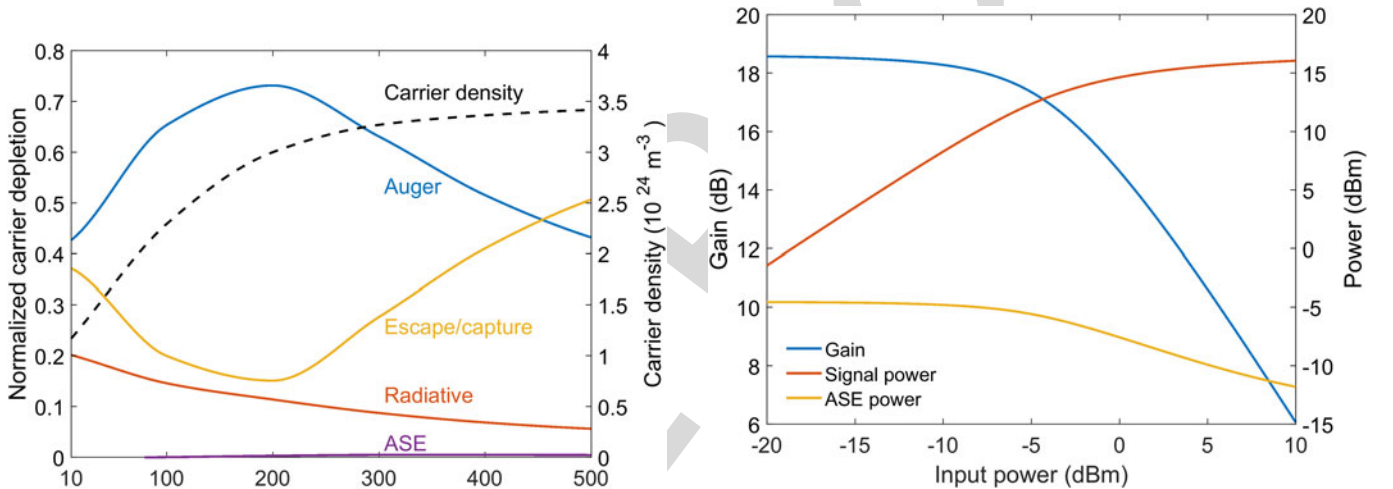 Normalized carrier depletion
0.8
0.7
0.6
0.5
0.4
0.3
0.2
0.1
0
Carrier density
Auger
Escape/capture
Radiative
ASE
10 100 200 300 400 500
4
3.5
3
2.5
2
1.5
1
0.5
0
Carrier density (10 24 m-3 )
Gain (dB)
20
18
16
14
12
10
8
6
Gain
Signal power
ASE power
-20 -15 -10 -5 0 5 10
Input power (dBm)
20
15
10
5
0
-5
-10
-15
Power (dBm)